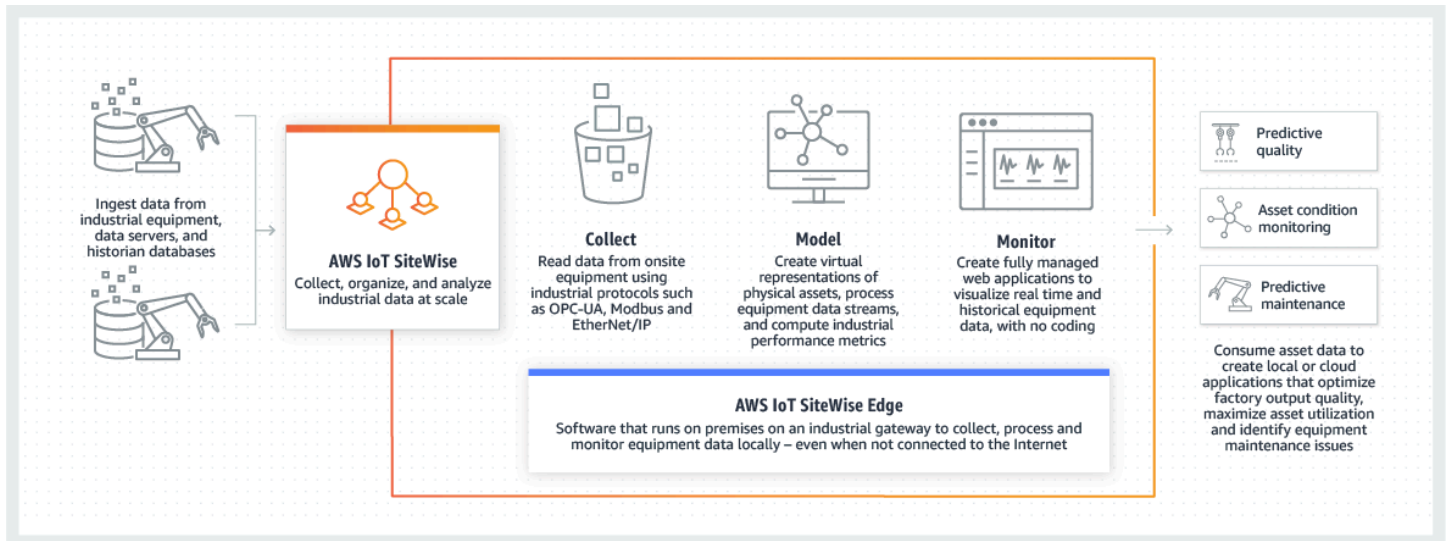 Ingest data from
industrial equipment,
data servers, and
historian databases
AWS IoT SiteWise
Collect, organize, and analyze
industrial data at scale
Collect
Read data from onsite
equipment using
industrial protocols such
as OPC-UA, Modbus and
EtherNet/IP
Model
Create virtual
representations of
physical assets, process
equipment data streams,
and compute industrial
performance metrics
Monitor
Create fully managed
web applications to
visualize real time and
historical equipment
data, with no coding
AWS IoT SiteWise Edge
Software that runs on premises on an industrial gateway to collect, process and
monitor equipment data locally – even when not connected to the Internet
Predictive
quality
Asset condition
monitoring
Predictive
maintenance
Consume asset data to
create local or cloud
applications that optimize
factory output quality,
maximize asset utilization
and identify equipment
maintenance issues